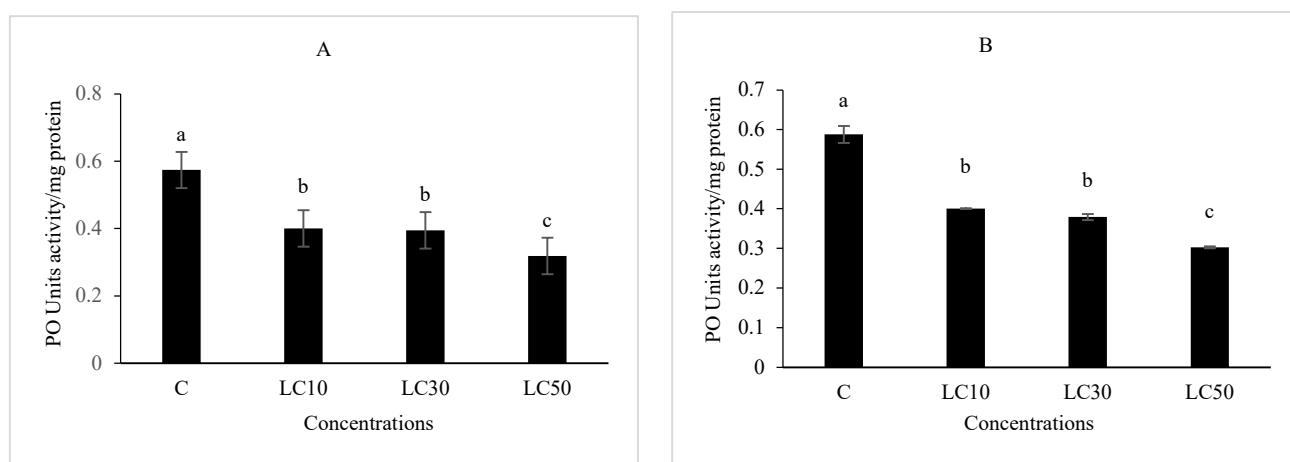 A
PO Units activity/mg protein
0.8
0.6
0.4
0.2
0
a
b
b
c
C
LC10
LC30
LC50
Concentrations
B
PO Units activity/mg protein
0.7
0.6
0.5
0.4
0.3
0.2
0.1
0
a
b
b
c
C
LC10
LC30
LC50
Concentrations